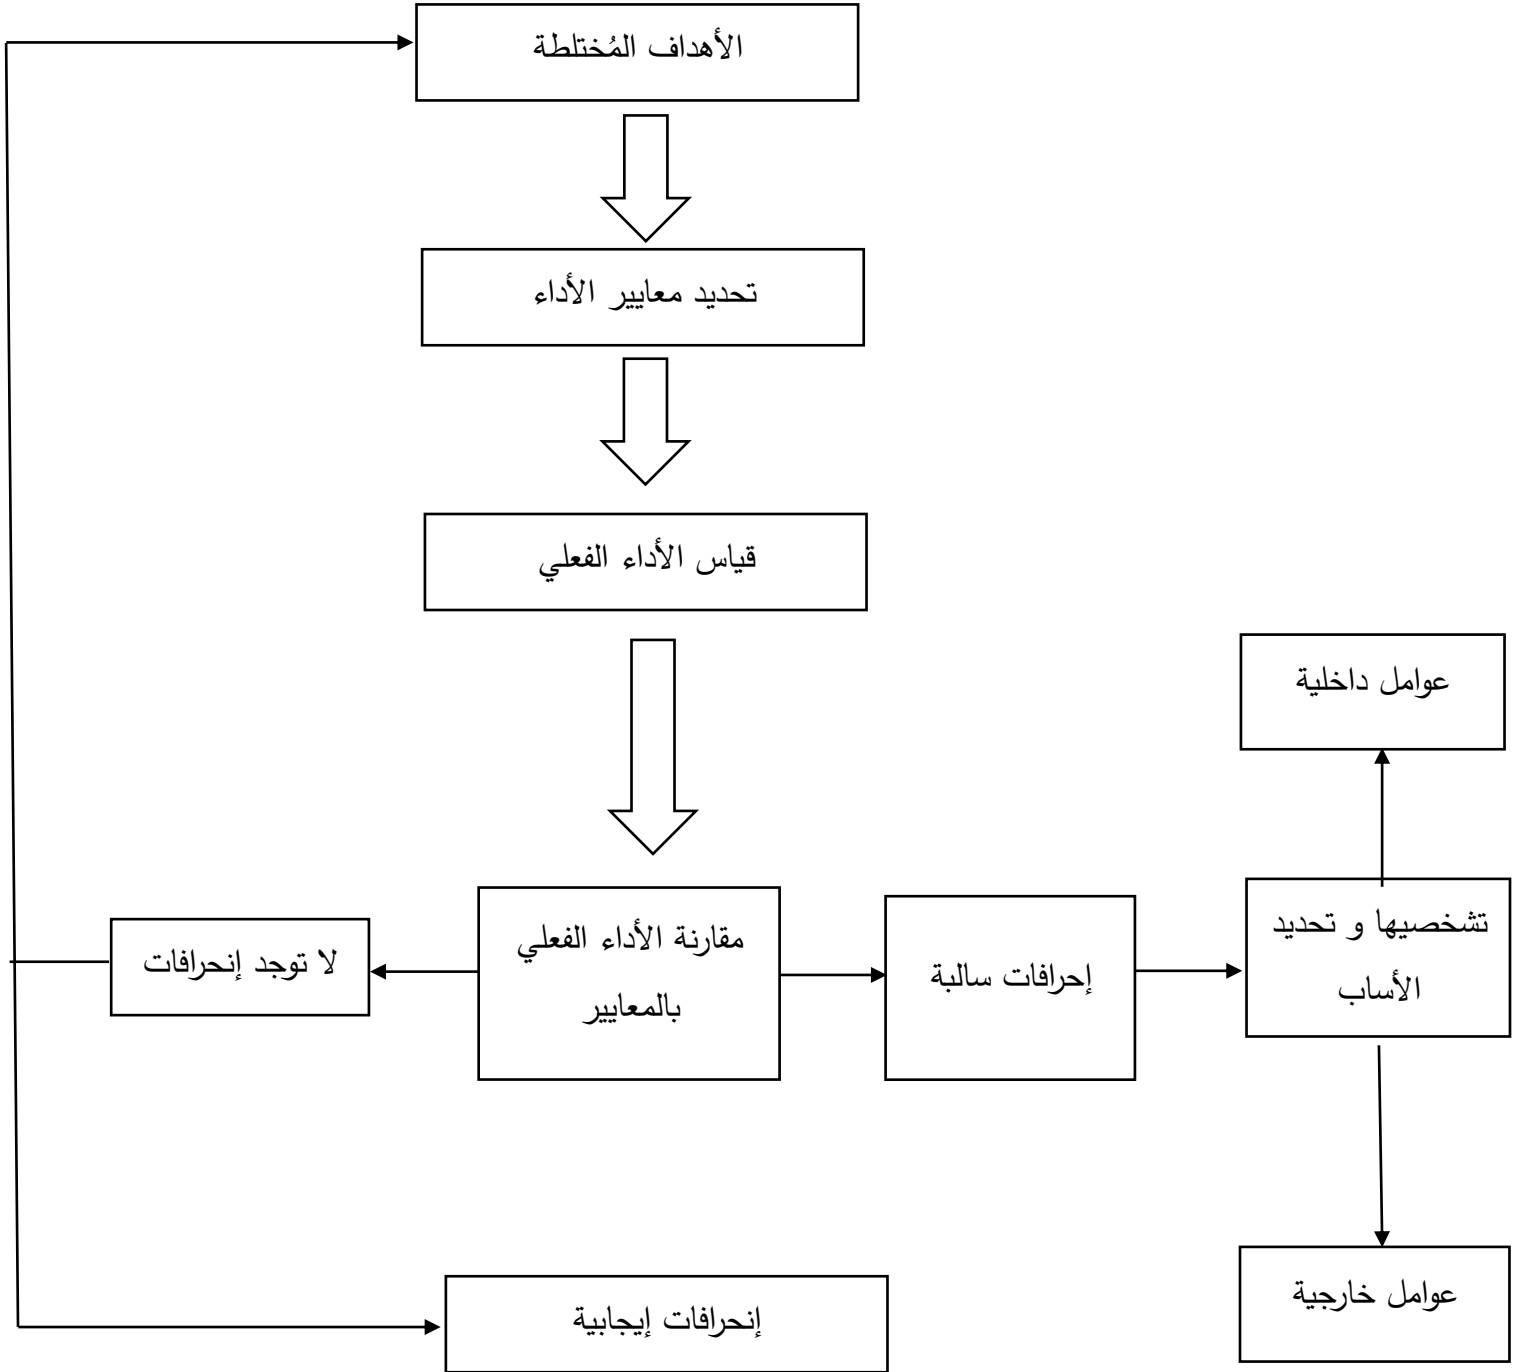 الأهداف المُختلطة
تحديد معايير الأداء
قياس الأداء الفعلي
عوامل داخلية
تشخصيها و تحديد
الأساب
إحرافات سالبة
مقارنة الأداء الفعلي
بالمعايير
لا توجد إنحرافات
عوامل خارجية
إنحرافات إيجابية